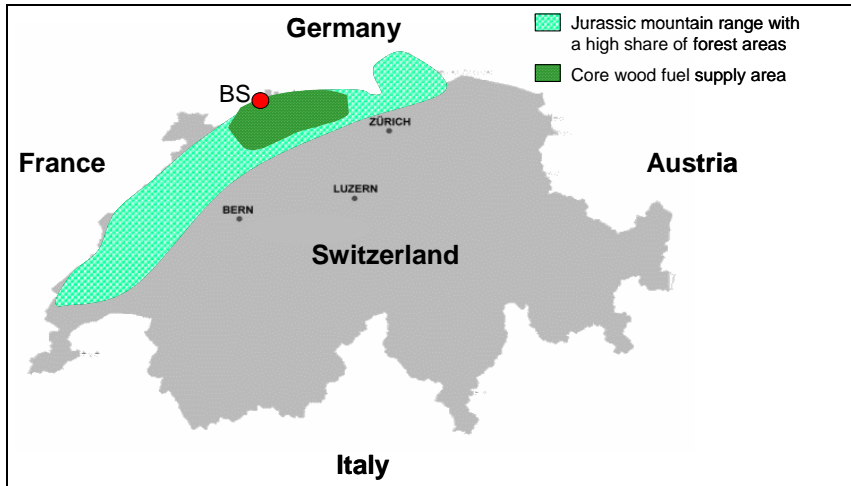 Germany
Jurassic mountain range with
a high share of forest areas
Core wood fuel supply area
BS
ZÜRICH
France
Austria
LUZERN
BERN
Switzerland
Italy